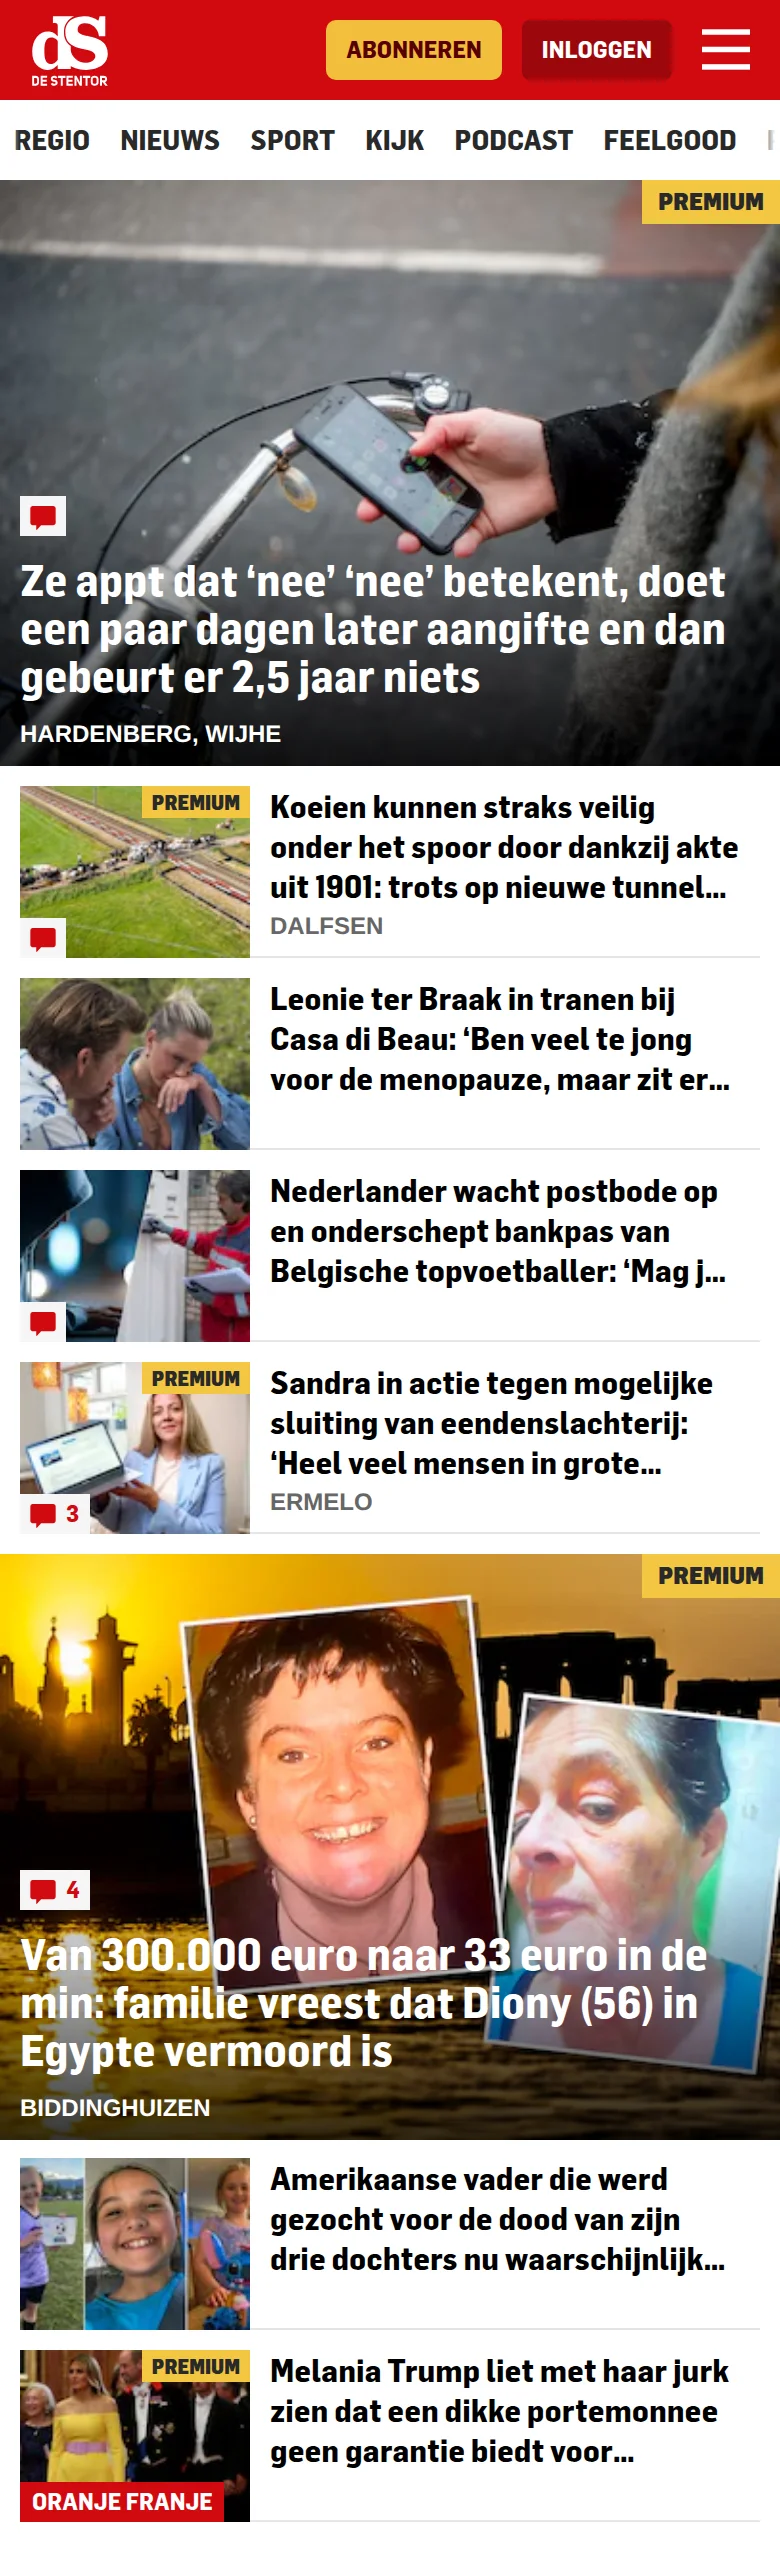 dS
DE STENTOR
ABONNEREN
INLOGGEN
REGIO NIEUWS SPORT KIJK PODCAST FEELGOOD
PREMIUM
Ze appt dat ‘nee’ ‘nee’ betekent, doet
een paar dagen later aangifte en dan
gebeurt er 2,5 jaar niets
HARDENBERG, WIJHE
PREMIUM
Koeien kunnen straks veilig
onder het spoor door dankzij akte
uit 1901: trots op nieuwe tunnel...
DALFSEN
Leonie ter Braak in tranen bij
Casa di Beau: ‘Ben veel te jong
voor de menopauze, maar zit er...
Nederlander wacht postbode op
en onderschept bankpas van
Belgische topvoetballer: ‘Mag j...
PREMIUM
3
Sandra in actie tegen mogelijke
sluiting van eendenslachterij:
‘Heel veel mensen in grote...
ERMELO
PREMIUM
4
Van 300.000 euro naar 33 euro in de
min: familie vreest dat Diony (56) in
Egypte vermoord is
BIDDINGHUIZEN
Amerikaanse vader die werd
gezocht voor de dood van zijn
drie dochters nu waarschijnlijk...
PREMIUM
ORANJE FRANJE
Melania Trump liet met haar jurk
zien dat een dikke portemonnee
geen garantie biedt voor...